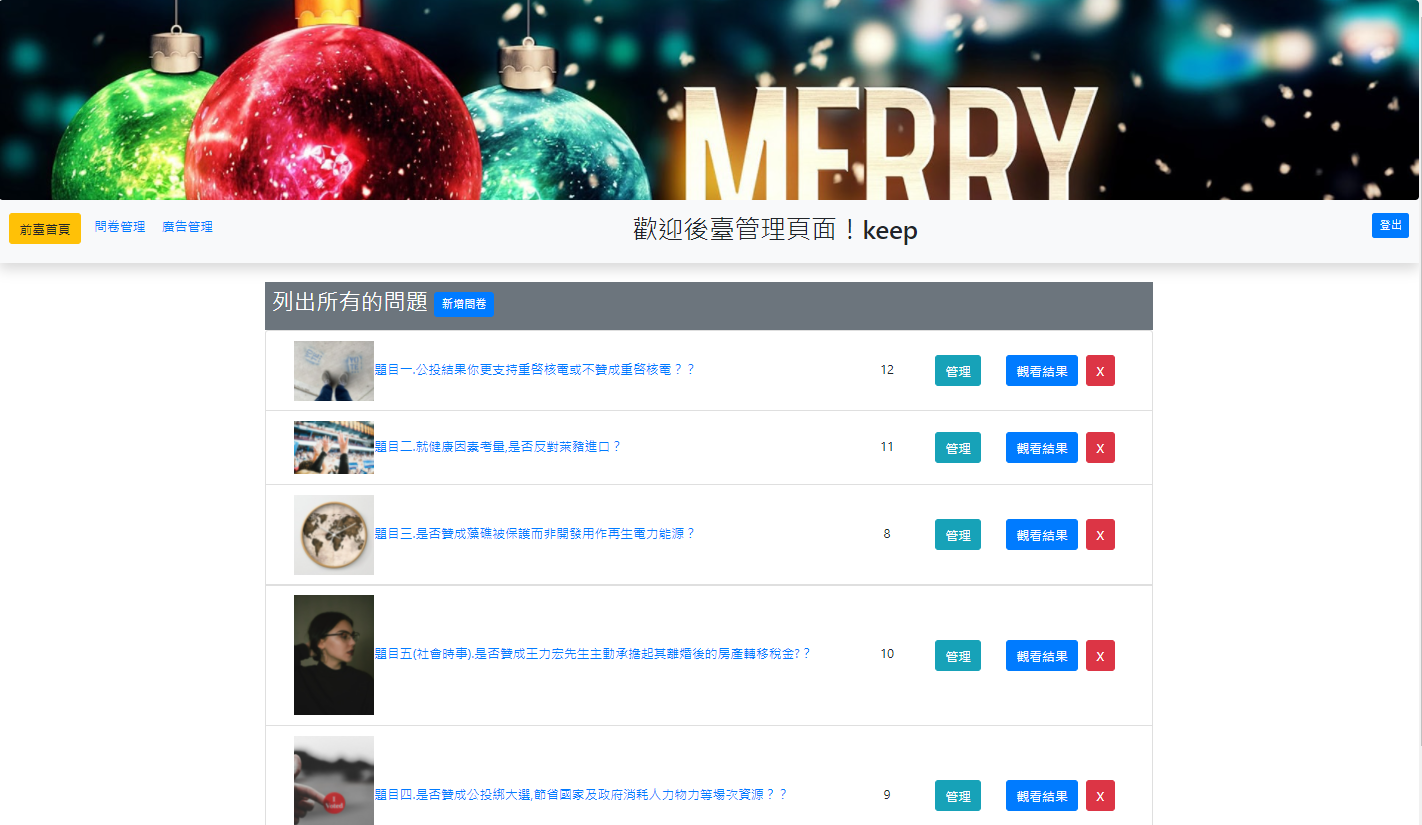 MERRY
前臺首頁 問卷管理 廣告管理 歡迎後臺管理頁面！keep 登出
列出所有的問題 新增問卷
題目一.公投結果你更支持重啓核電或不贊成重啓核電？？ 12 管理 觀看結果 X
題目二.就健康因素考量,是否反對萊豬進口？ 11 管理 觀看結果 X
題目三.是否贊成藻礁被保護而非開發用作再生電力能源？ 8 管理 觀看結果 X
題目五(社會時事).是否贊成王力宏先生主動承擔起其離婚後的房產轉移稅金?？ 10 管理 觀看結果 X
題目四.是否贊成公投綁大選,節省國家及政府消耗人力物力等場次資源？？ 9 管理 觀看結果 X
I Voted